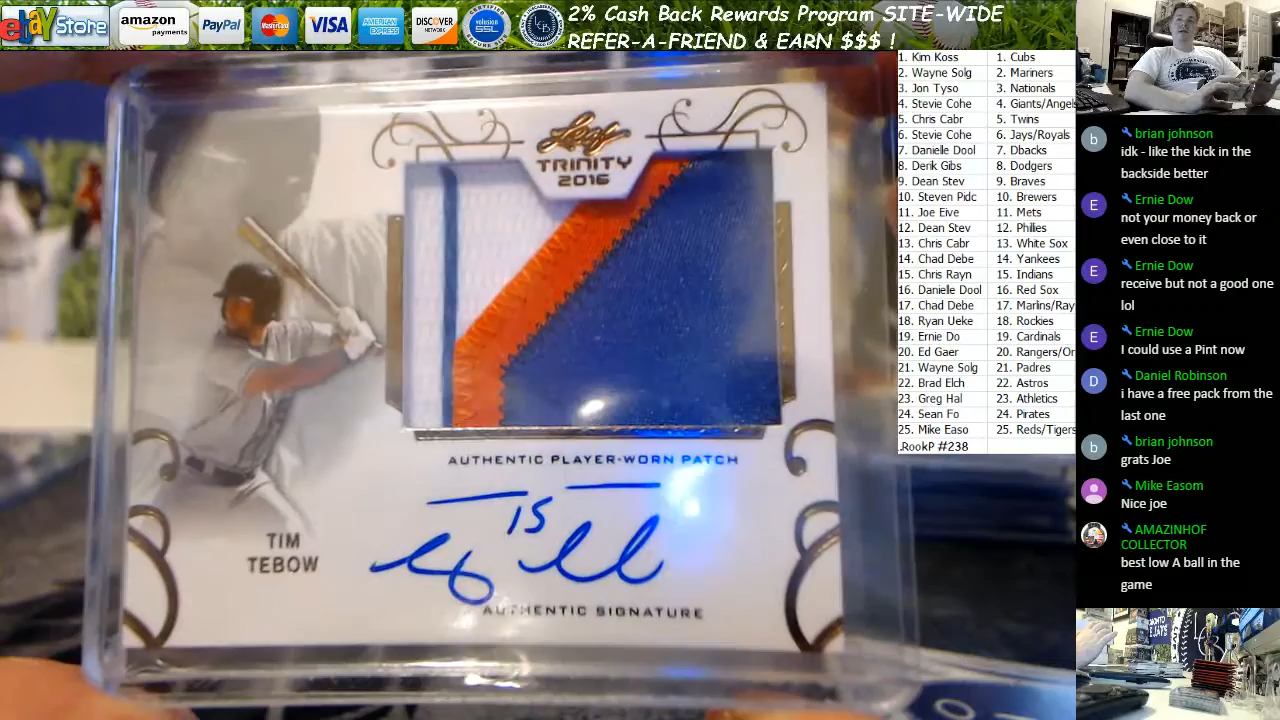 ebay Store
amazon
payments
PayPal
MasterCard
VISA
AMERICAN EXPRESS
DISCOVER
NETWORK
volusion
SSL
2% Cash Back Rewards Program SITE-WIDE
REFER-A-FRIEND & EARN $$$ !
Leaf
TRINITY
2016
AUTHENTIC PLAYER-WORN PATCH
15
TIM
TEBOW
AUTHENTIC SIGNATURE
1. Kim Koss 1. Cubs
2. Wayne Solg 2. Mariners
3. Jon Tyso 3. Nationals
4. Stevie Cohe 4. Giants/Angels
5. Chris Cabr 5. Twins
6. Stevie Cohe 6. Jays/Royals
7. Danielle Dool 7. Dbacks
8. Derik Gibs 8. Dodgers
9. Dean Stev 9. Braves
10. Steven Pidc 10. Brewers
11. Joe Eive 11. Mets
12. Dean Stev 12. Philies
13. Chris Cabr 13. White Sox
14. Chad Debe 14. Yankees
15. Chris Rayn 15. Indians
16. Danielle Dool 16. Red Sox
17. Chad Debe 17. Marlins/Ray
18. Ryan Ueke 18. Rockies
19. Ernie Do 19. Cardinals
20. Ed Gaer 20. Rangers/Or
21. Wayne Solg 21. Padres
22. Brad Elch 22. Astros
23. Greg Hal 23. Athletics
24. Sean Fo 24. Pirates
25. Mike Easo 25. Reds/Tigers
.RookP #238
b brian johnson
idk - like the kick in the
backside better
E Ernie Dow
not your money back or
even close to it
E Ernie Dow
receive but not a good one
lol
E Ernie Dow
I could use a Pint now
D Daniel Robinson
i have a free pack from the
last one
b brian johnson
grats Joe
Mike Easom
Nice joe
AMAZINHOF
COLLECTOR
best low A ball in the
game